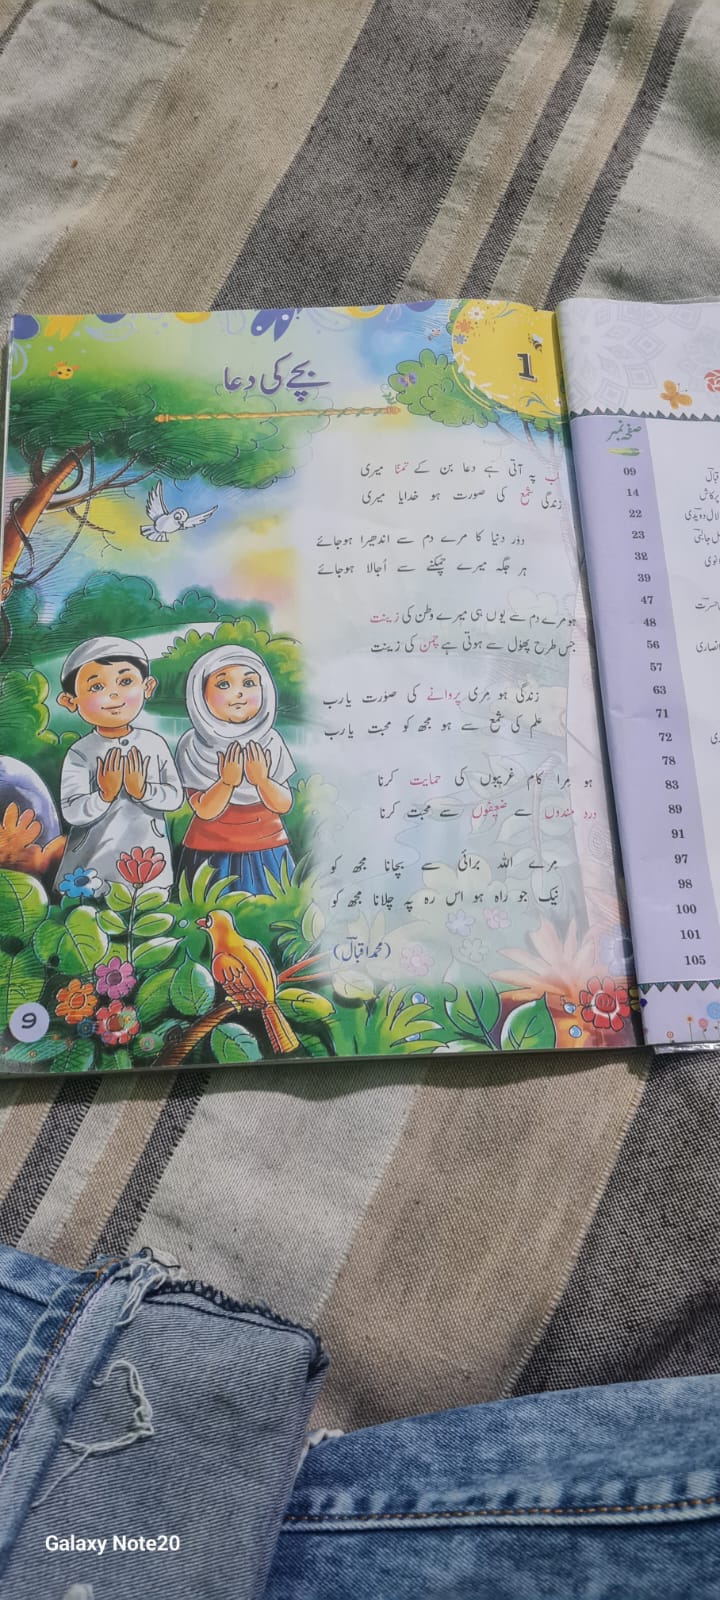 بچے کی دعا
1
لب پہ آتی ہے دعا بن کے تمنّا میری
زندگی شمع کی صورت ہو خدایا میری
دور دنیا کا مرے دم سے اندھیرا ہوجائے
ہر جگہ میرے چمکنے سے اُجالا ہوجائے
ہو مرے دم سے یوں ہی میرے وطن کی زینت
جس طرح پھول سے ہوتی ہے چمن کی زینت
زندگی ہو مری پروانے کی صورت یارب
علم کی شمع سے ہو مجھ کو محبت یارب
ہو مرا کام غریبوں کی حمایت کرنا
درد مندوں سے ضعیفوں سے محبت کرنا
مرے اللہ برائی سے بچانا مجھ کو
نیک جو راہ ہو اس رہ پہ چلانا مجھ کو
(محمد اقبالؔ)
9
صفحہ نمبر
09
14
22
23
32
39
47
48
56
57
63
71
72
78
83
89
91
97
98
100
101
105
Galaxy Note20